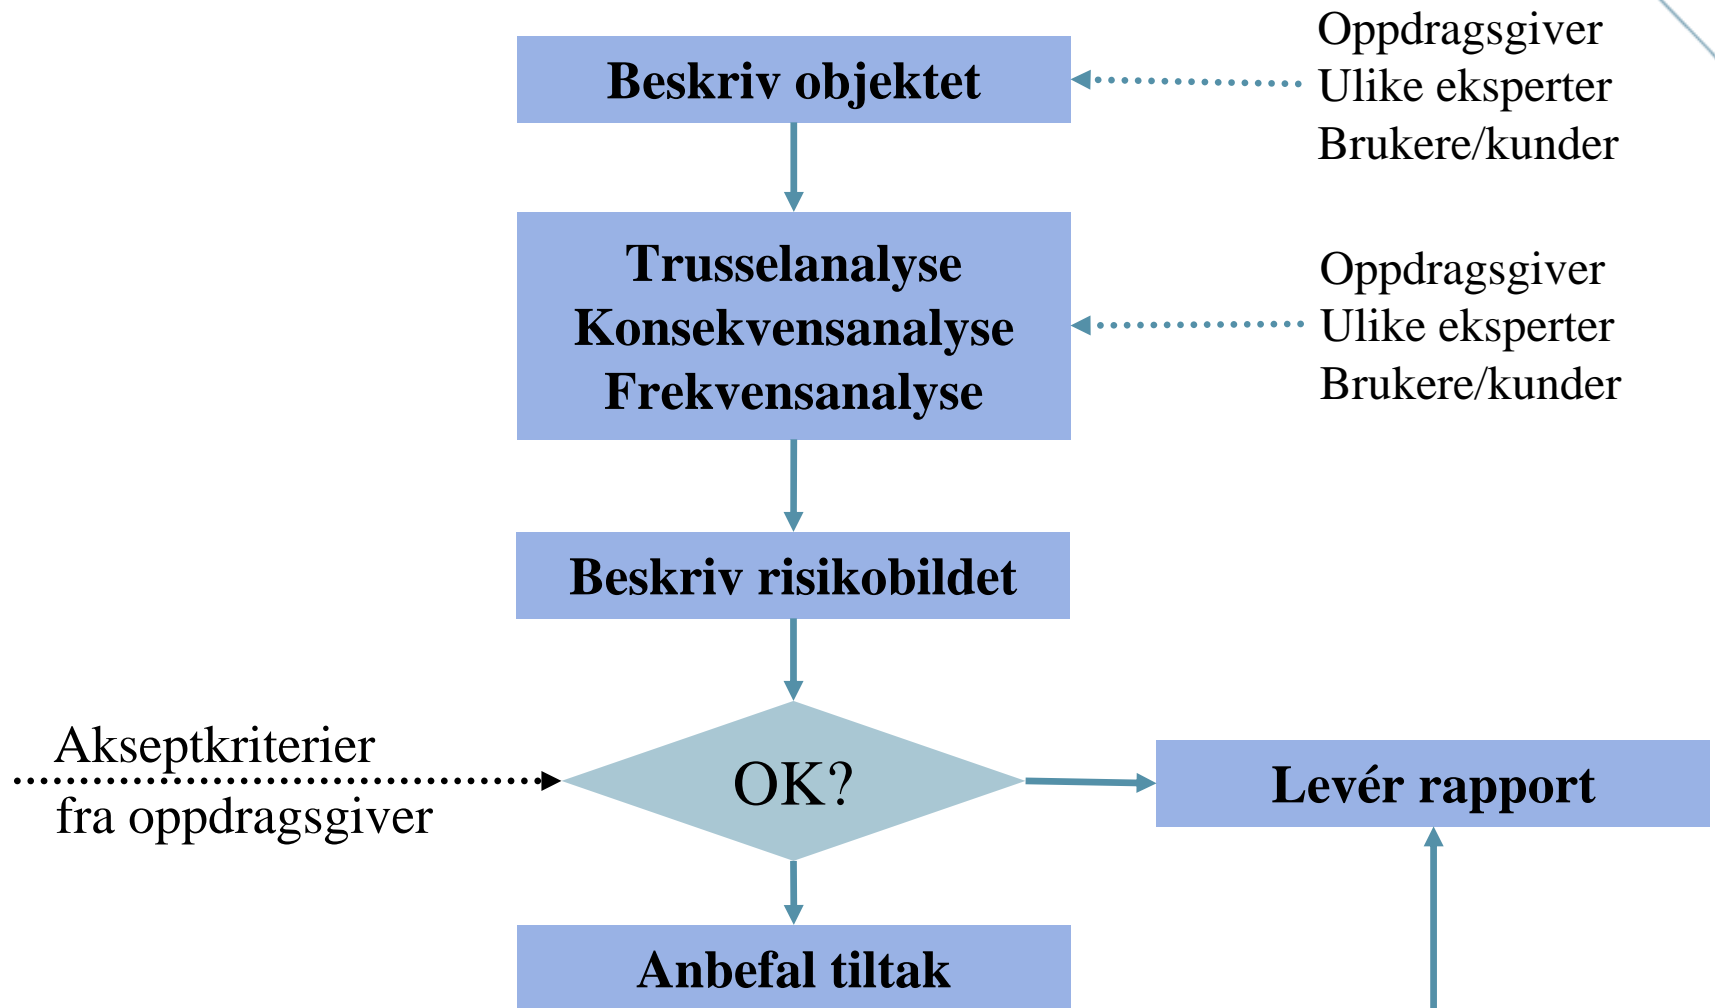 Beskriv objektet
Oppdragsgiver
Ulike eksperter
Brukere/kunder
Trusselanalyse
Konsekvensanalyse
Frekvensanalyse
Oppdragsgiver
Ulike eksperter
Brukere/kunder
Beskriv risikobildet
Akseptkriterier
fra oppdragsgiver
OK?
Levér rapport
Anbefal tiltak